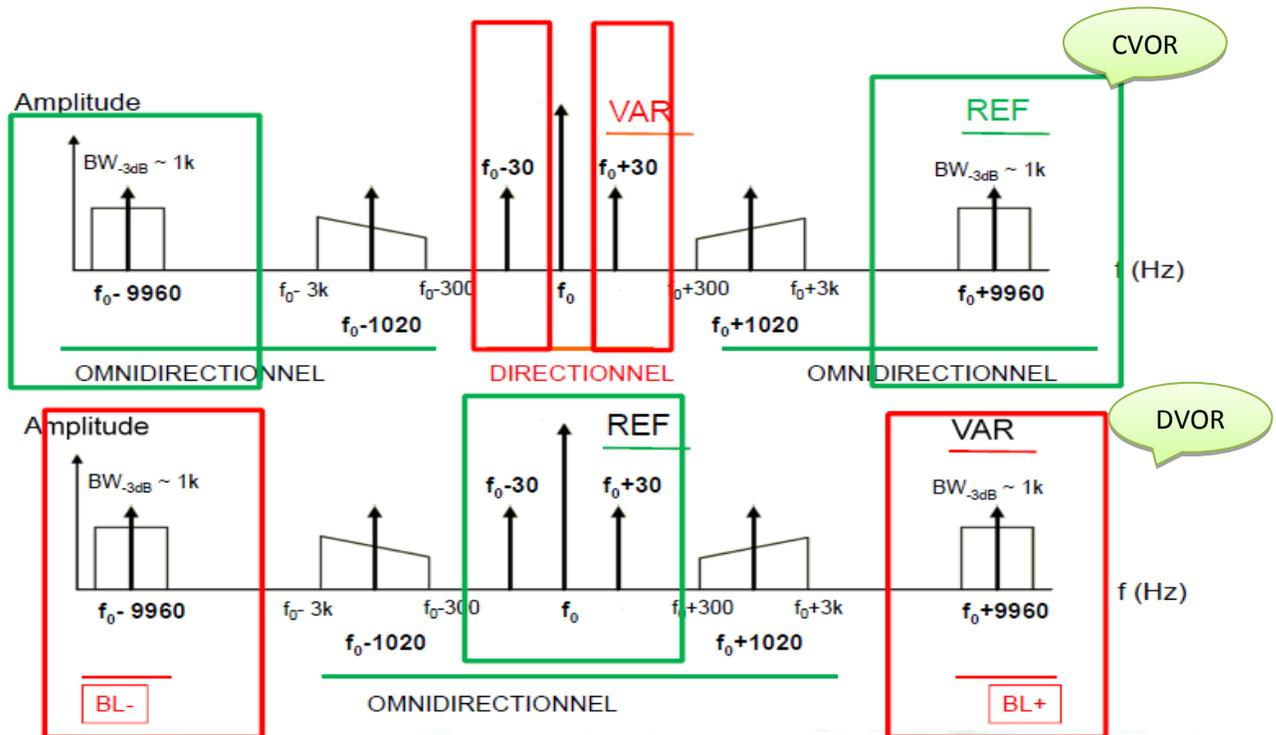 CVOR
Amplitude
VAR
REF
BW-3dB ~ 1k
f0-30
f0+30
BW-3dB ~ 1k
f0- 9960
f0- 3k
f0-300
f0
f0+300
f0+3k
f0+9960
f (Hz)
f0-1020
f0+1020
OMNIDIRECTIONNEL
DIRECTIONNEL
OMNIDIRECTIONNEL
DVOR
Amplitude
REF
VAR
BW-3dB ~ 1k
f0-30
f0+30
BW-3dB ~ 1k
f0- 9960
f0- 3k
f0-300
f0
f0+300
f0+3k
f0+9960
f (Hz)
f0-1020
f0+1020
BL-
OMNIDIRECTIONNEL
BL+